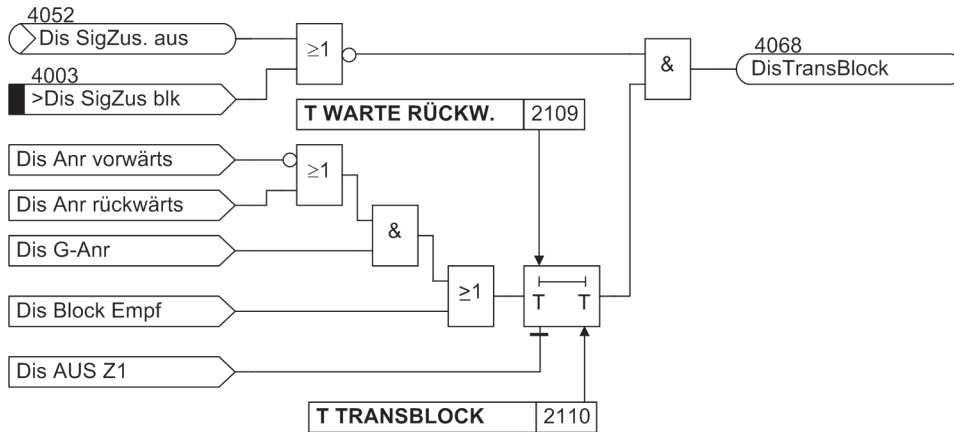 4052
Dis SigZus. aus
≥1
4003
>Dis SigZus blk
&
4068
DisTransBlock
T WARTE RÜCKW. 2109
Dis Anr vorwärts
≥1
Dis Anr rückwärts
&
Dis G-Anr
≥1
T T
Dis Block Empf
Dis AUS Z1
T TRANSBLOCK 2110